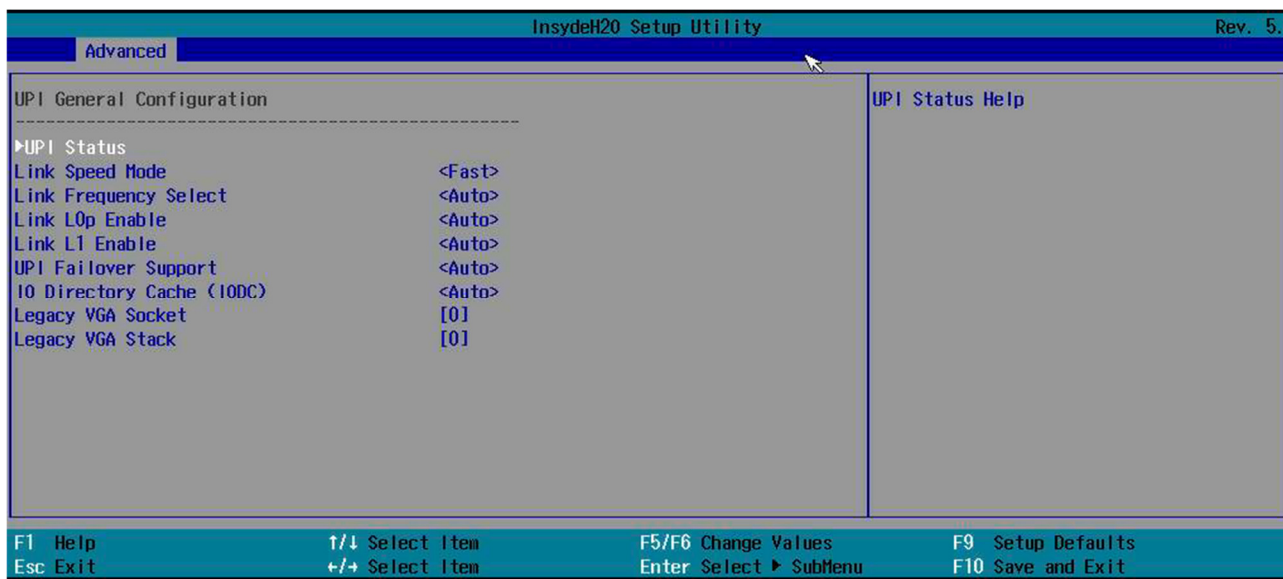 InsydeH20 Setup Utility Rev. 5.
Advanced
UPI General Configuration
UPI Status Help
--------------------------------------------------
▶UPI Status
Link Speed Mode <Fast>
Link Frequency Select <Auto>
Link L0p Enable <Auto>
Link L1 Enable <Auto>
UPI Failover Support <Auto>
IO Directory Cache (IODC) <Auto>
Legacy VGA Socket [0]
Legacy VGA Stack [0]
F1 Help ↑/↓ Select Item F5/F6 Change Values F9 Setup Defaults
Esc Exit ←/→ Select Item Enter Select ▶ SubMenu F10 Save and Exit